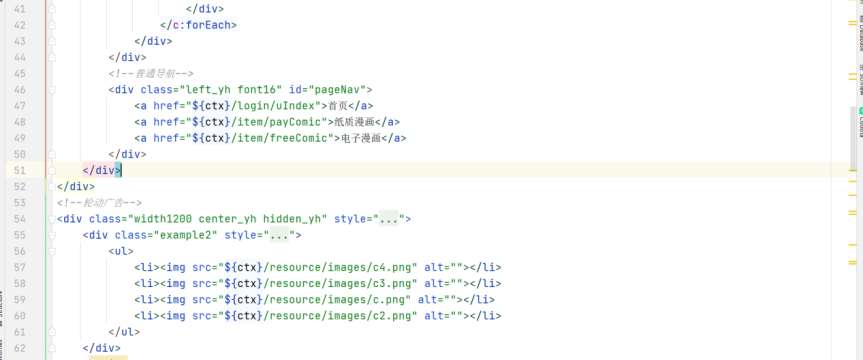 41 </div>
42 </c:forEach>
43 </div>
44 </div>
45 <!--普通导航-->
46 <div class="left_yh font16" id="pageNav">
47 <a href="${ctx}/login/uIndex">首页</a>
48 <a href="${ctx}/item/payComic">纸质漫画</a>
49 <a href="${ctx}/item/freeComic">电子漫画</a>
50 </div>
51 </div>
52 </div>
53 <!--轮动广告-->
54 <div class="width1200 center_yh hidden_yh" style="...">
55 <div class="example2" style="...">
56 <ul>
57 <li><img src="${ctx}/resource/images/c4.png" alt=""></li>
58 <li><img src="${ctx}/resource/images/c3.png" alt=""></li>
59 <li><img src="${ctx}/resource/images/c.png" alt=""></li>
60 <li><img src="${ctx}/resource/images/c2.png" alt=""></li>
61 </ul>
62 </div>